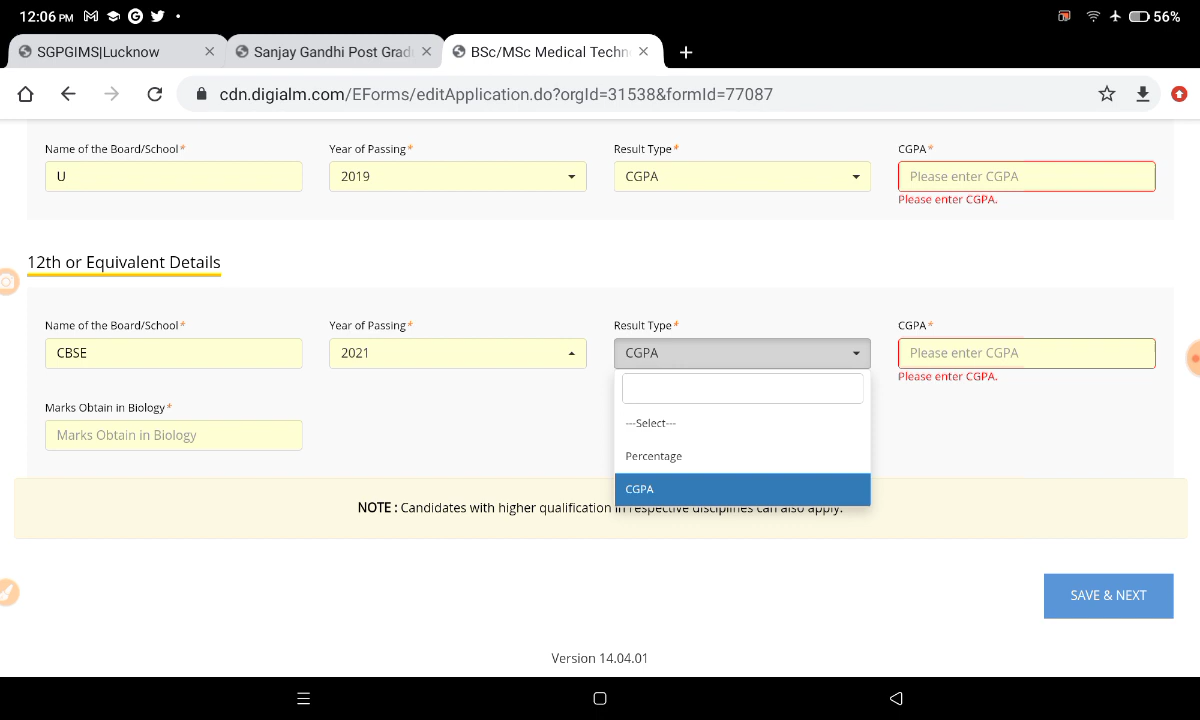 12:06 PM
56%
SGPGIMS|Lucknow
Sanjay Gandhi Post Grad
BSc/MSc Medical Techn
cdn.digialm.com/EForms/editApplication.do?orgId=31538&formId=77087
Name of the Board/School* Year of Passing* Result Type* CGPA*
U 2019 CGPA Please enter CGPA
Please enter CGPA.
12th or Equivalent Details
Name of the Board/School* Year of Passing* Result Type* CGPA*
CBSE 2021 CGPA Please enter CGPA
Please enter CGPA.
Marks Obtain in Biology*
Marks Obtain in Biology
---Select---
Percentage
CGPA
NOTE : Candidates with higher qualification in respective disciplines can also apply.
SAVE & NEXT
Version 14.04.01